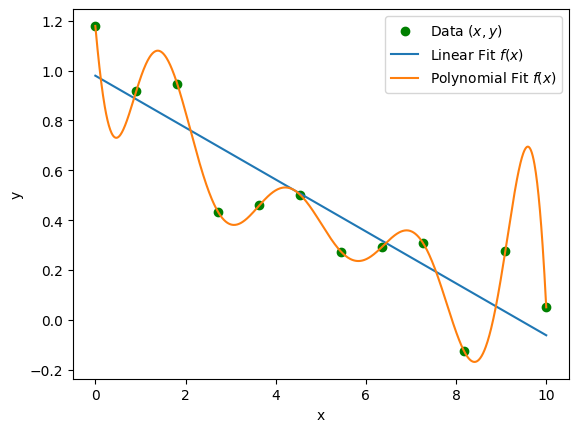 Data (x, y)
Linear Fit f(x)
Polynomial Fit f(x)
1.2
1.0
0.8
0.6
0.4
0.2
0.0
−0.2
y
0 2 4 6 8 10
x